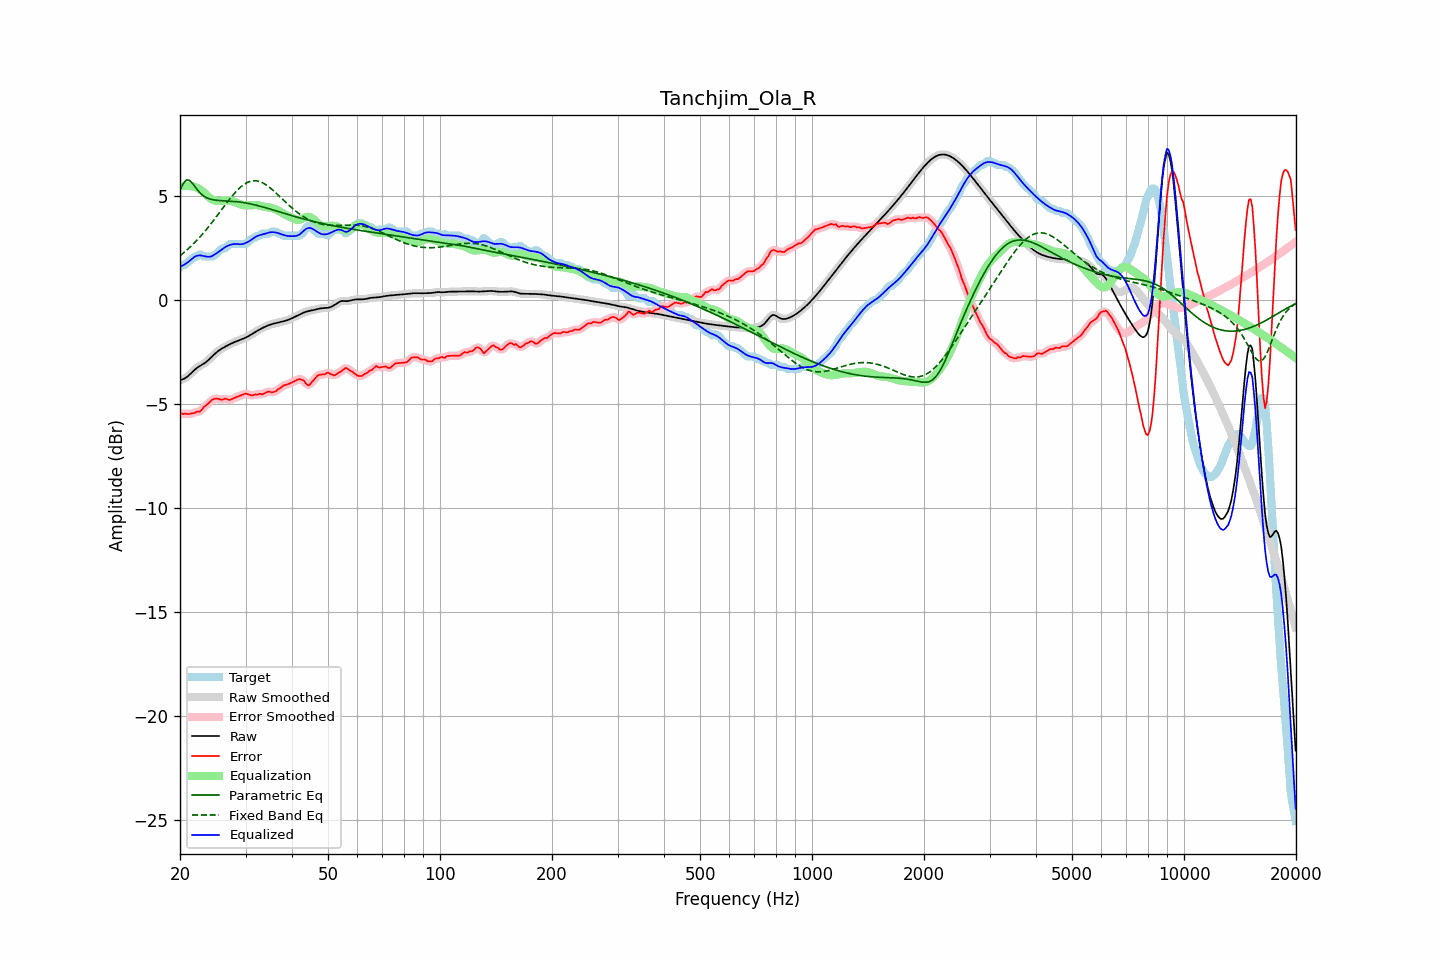 Tanchjim_Ola_R
Amplitude (dBr)
5
0
−5
−10
−15
−20
−25
Target
Raw Smoothed
Error Smoothed
Raw
Error
Equalization
Parametric Eq
Fixed Band Eq
Equalized
20 50 100 200 500 1000 2000 5000 10000 20000
Frequency (Hz)